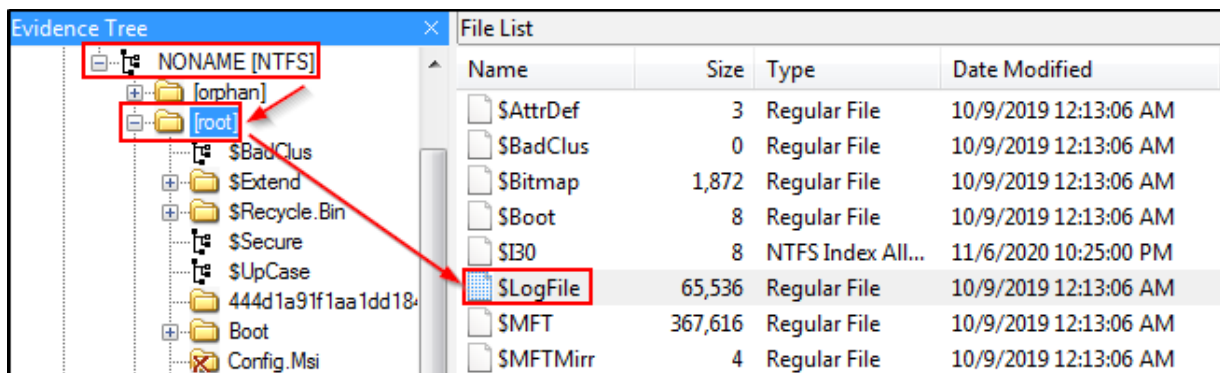 Evidence Tree
NONAME [NTFS]
[orphan]
[root]
$BadClus
$Extend
$Recycle.Bin
$Secure
$UpCase
444d1a91f1aa1dd184
Boot
Config.Msi
File List
Name Size Type Date Modified
$AttrDef 3 Regular File 10/9/2019 12:13:06 AM
$BadClus 0 Regular File 10/9/2019 12:13:06 AM
$Bitmap 1,872 Regular File 10/9/2019 12:13:06 AM
$Boot 8 Regular File 10/9/2019 12:13:06 AM
$I30 8 NTFS Index All... 11/6/2020 10:25:00 PM
$LogFile 65,536 Regular File 10/9/2019 12:13:06 AM
$MFT 367,616 Regular File 10/9/2019 12:13:06 AM
$MFTMirr 4 Regular File 10/9/2019 12:13:06 AM